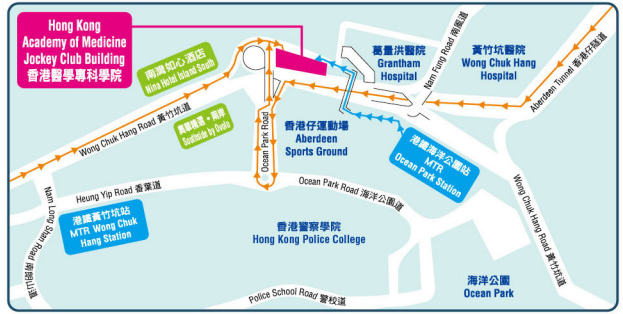 Hong Kong
Academy of Medicine
Jockey Club Building
香港醫學專科學院
南灣如心酒店
Nina Hotel Island South
奧華精選•南岸
Southside by Ovolo
葛量洪醫院
Grantham
Hospital
Nam Fung Road 南風道
黃竹坑醫院
Wong Chuk Hang
Hospital
Aberdeen Tunnel 香港仔隧道
Wong Chuk Hang Road 黃竹坑道
Ocean Park Road
香港仔運動場
Aberdeen
Sports Ground
港鐵海洋公園站
MTR
Ocean Park Station
Heung Yip Road 香葉道
Ocean Park Road 海洋公園道
Nam Long Shan Road 南朗山道
港鐵黃竹坑站
MTR Wong Chuk
Hang Station
香港警察學院
Hong Kong Police College
Wong Chuk Hang Road 黃竹坑道
海洋公園
Ocean Park
Police School Road 警校道